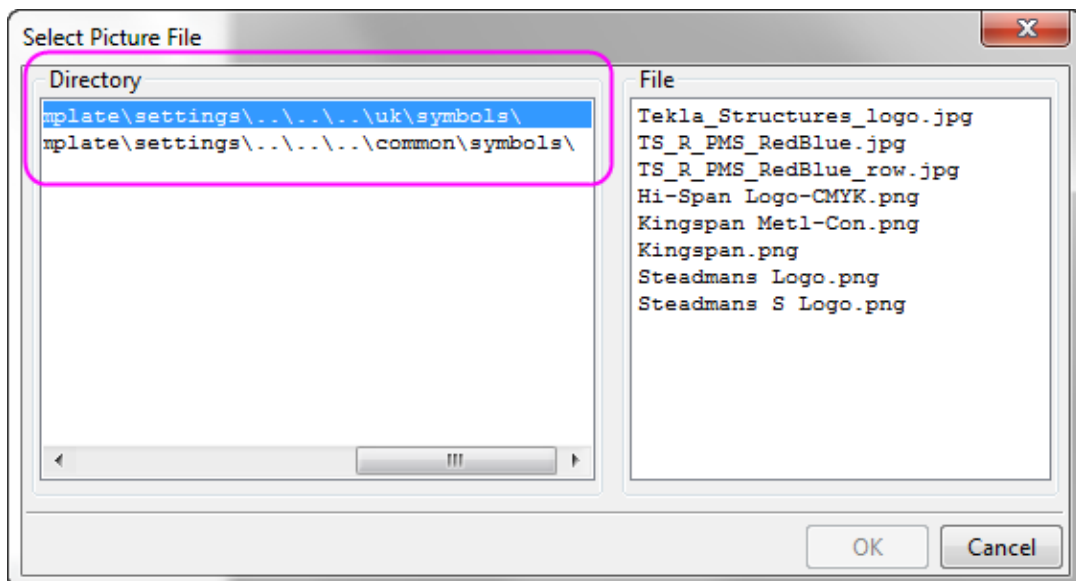 Select Picture File
X
Directory
mplate\settings\..\..\..\uk\symbols\
mplate\settings\..\..\..\common\symbols\
File
Tekla_Structures_logo.jpg
TS_R_PMS_RedBlue.jpg
TS_R_PMS_RedBlue_row.jpg
Hi-Span Logo-CMYK.png
Kingspan Metl-Con.png
Kingspan.png
Steadmans Logo.png
Steadmans S Logo.png
OK
Cancel